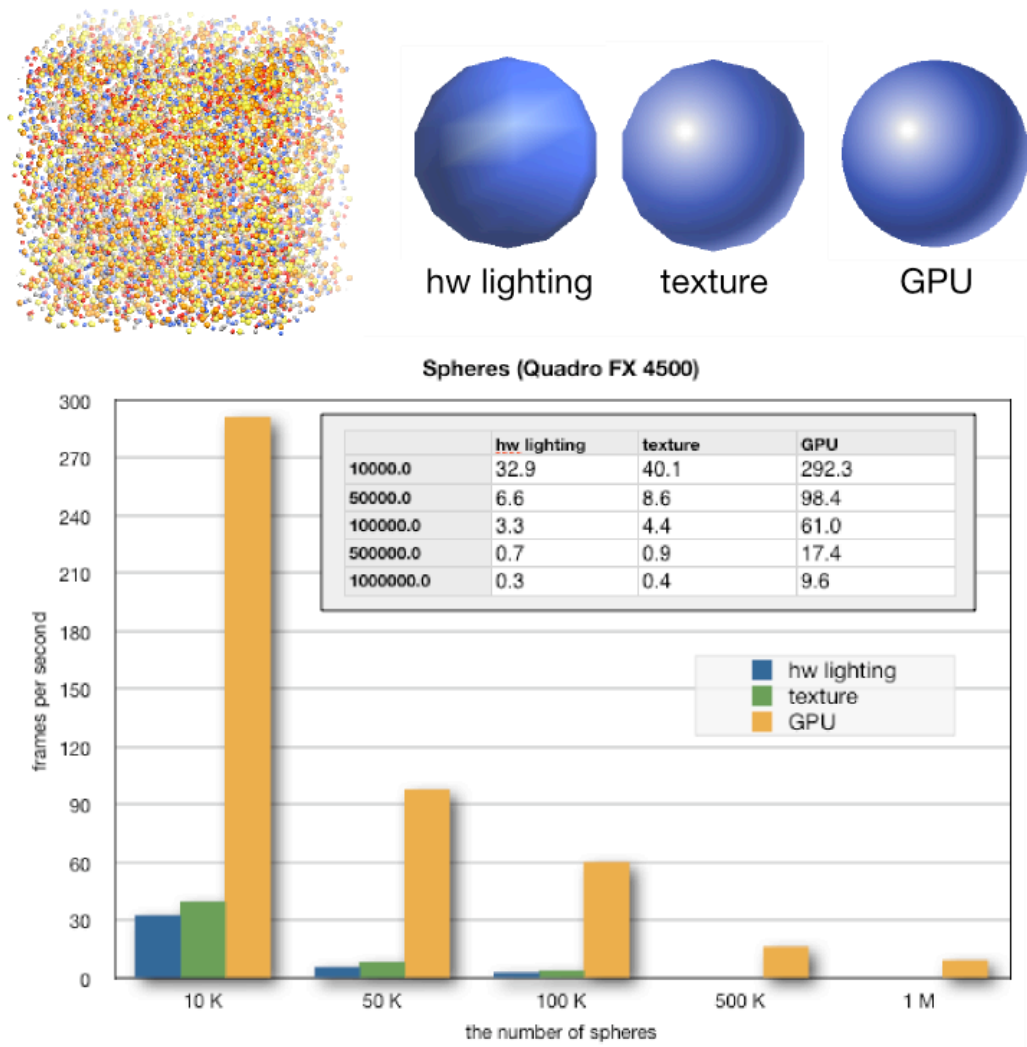 hw lighting texture GPU
Spheres (Quadro FX 4500)
300
270
240
210
180
150
120
90
60
30
0
frames per second
hw lighting texture GPU
10000.0 32.9 40.1 292.3
50000.0 6.6 8.6 98.4
100000.0 3.3 4.4 61.0
500000.0 0.7 0.9 17.4
1000000.0 0.3 0.4 9.6
hw lighting
texture
GPU
10 K 50 K 100 K 500 K 1 M
the number of spheres